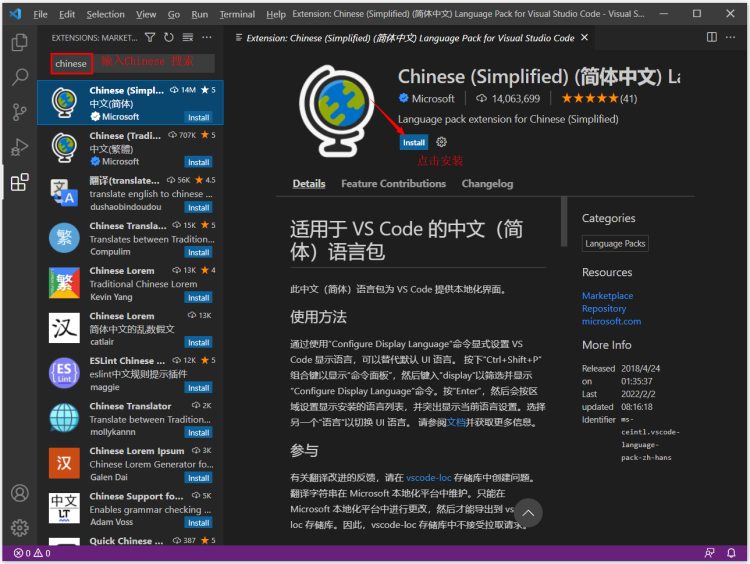 File Edit Selection View Go Run Terminal Help Extension: Chinese (Simplified) (简体中文) Language Pack for Visual Studio Code - Visual S...
EXTENSIONS: MARKET...
chinese
输入Chinese 搜索
Chinese (Simpl... 14M 5
中文(简体)
Microsoft Install
Chinese (Tradi... 707K 5
中文(繁體)
Microsoft Install
翻译(translate... 56K 4.5
translate english to chinese ...
dushaobindoudou Install
Chinese Transla... 15K 5
Translates between Tradition...
Compulim Install
Chinese Lorem 13K 4
Traditional Chinese Lorem
Kevin Yang Install
Chinese Lorem 13K
简体中文的乱数假文
catlair Install
ESLint Chinese ... 12K 5
eslint中文规则提示插件
maggie Install
Chinese Translator 2K
Translate between Tradition...
mollykannn Install
Chinese Lorem Ipsum 3K
Chinese Lorem Generator fo...
Galen Dai Install
Chinese Support fo... 5K
Enables grammar checking ...
Adam Voss Install
Quick Chinese ... 387 5
Extension: Chinese (Simplified) (简体中文) Language Pack for Visual Studio Code
Chinese (Simplified) (简体中文) La
Microsoft 14,063,699 (41)
Language pack extension for Chinese (Simplified)
Install
点击安装
Details Feature Contributions Changelog
适用于 VS Code 的中文（简
体）语言包
此中文（简体）语言包为 VS Code 提供本地化界面。
使用方法
通过使用“Configure Display Language”命令显式设置 VS
Code 显示语言，可以替代默认 UI 语言。 按下“Ctrl+Shift+P”
组合键以显示“命令面板”，然后键入“display”以筛选并显示
“Configure Display Language”命令。按“Enter”，然后会按区
域设置显示安装的语言列表，并突出显示当前语言设置。选择
另一个“语言”以切换 UI 语言。 请参阅文档并获取更多信息。
参与
有关翻译改进的反馈，请在 vscode-loc 存储库中创建问题。
翻译字符串在 Microsoft 本地化平台中维护。只能在
Microsoft 本地化平台中进行更改，然后才能导出到 vs
loc 存储库。因此，vscode-loc 存储库中不接受拉取请求。
Categories
Language Packs
Resources
Marketplace
Repository
microsoft.com
More Info
Released 2018/4/24
on 01:35:37
Last 2022/2/2
updated 08:16:18
Identifier ms-
ceintl.vscode-
language-
pack-zh-hans
0 0
中文
LT
翻
文A
繁
繁
汉
ES
Lint